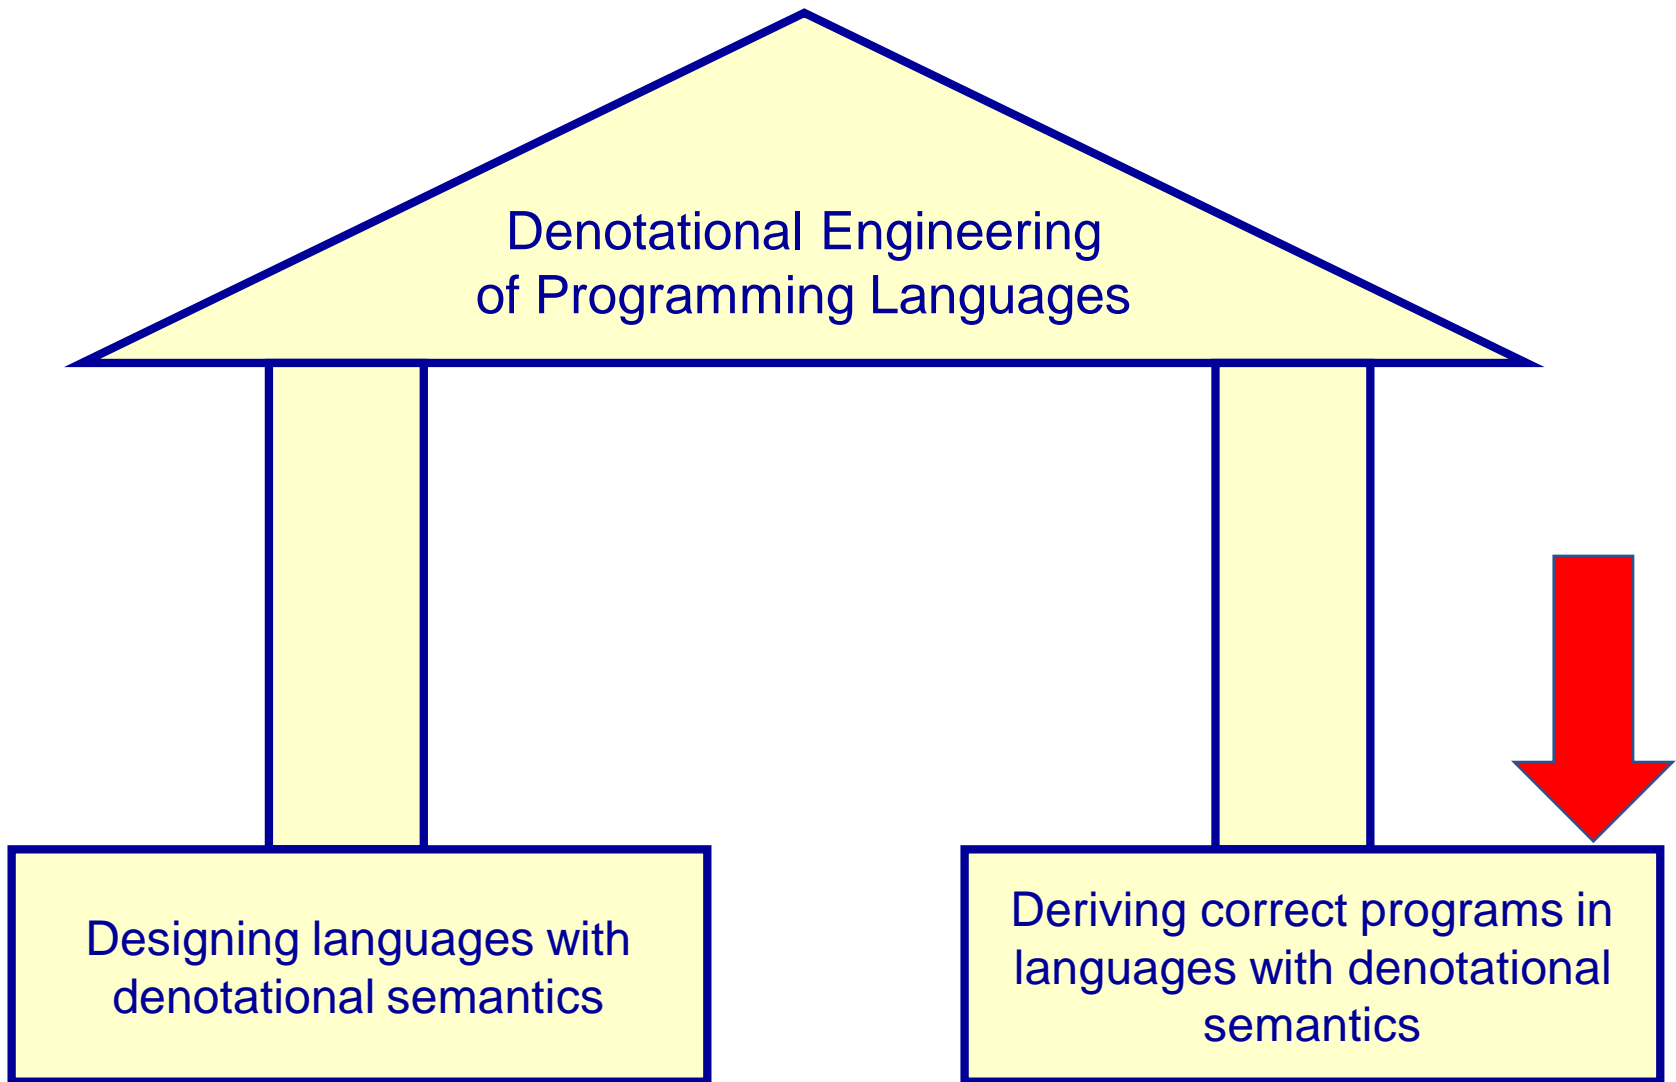 Denotational Engineering
of Programming Languages
Designing languages with
denotational semantics
Deriving correct programs in
languages with denotational
semantics